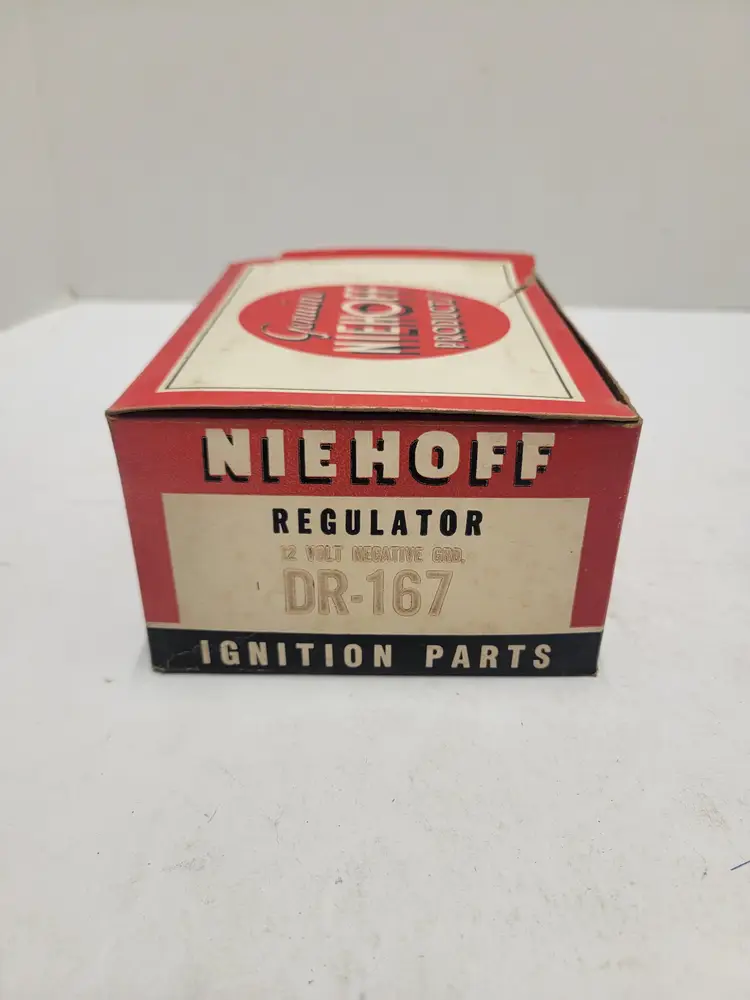 Genuine
NIEHOFF
PRODUCTS
NIEHOFF
REGULATOR
12 VOLT NEGATIVE GRD.
DR-167
IGNITION PARTS